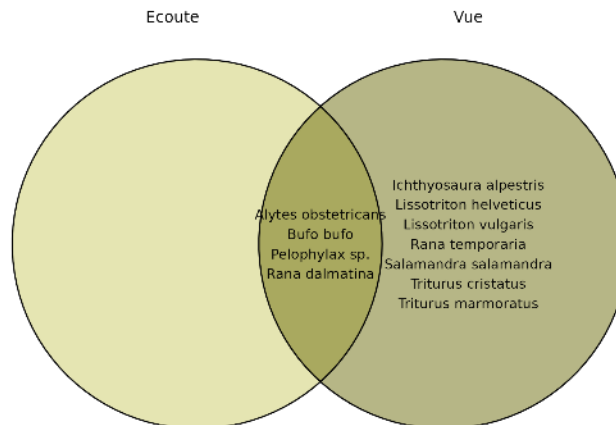 Ecoute
Vue
Alytes obstetricans
Bufo bufo
Pelophylax sp.
Rana dalmatina
Ichthyosaura alpestris
Lissotriton helveticus
Lissotriton vulgaris
Rana temporaria
Salamandra salamandra
Triturus cristatus
Triturus marmoratus